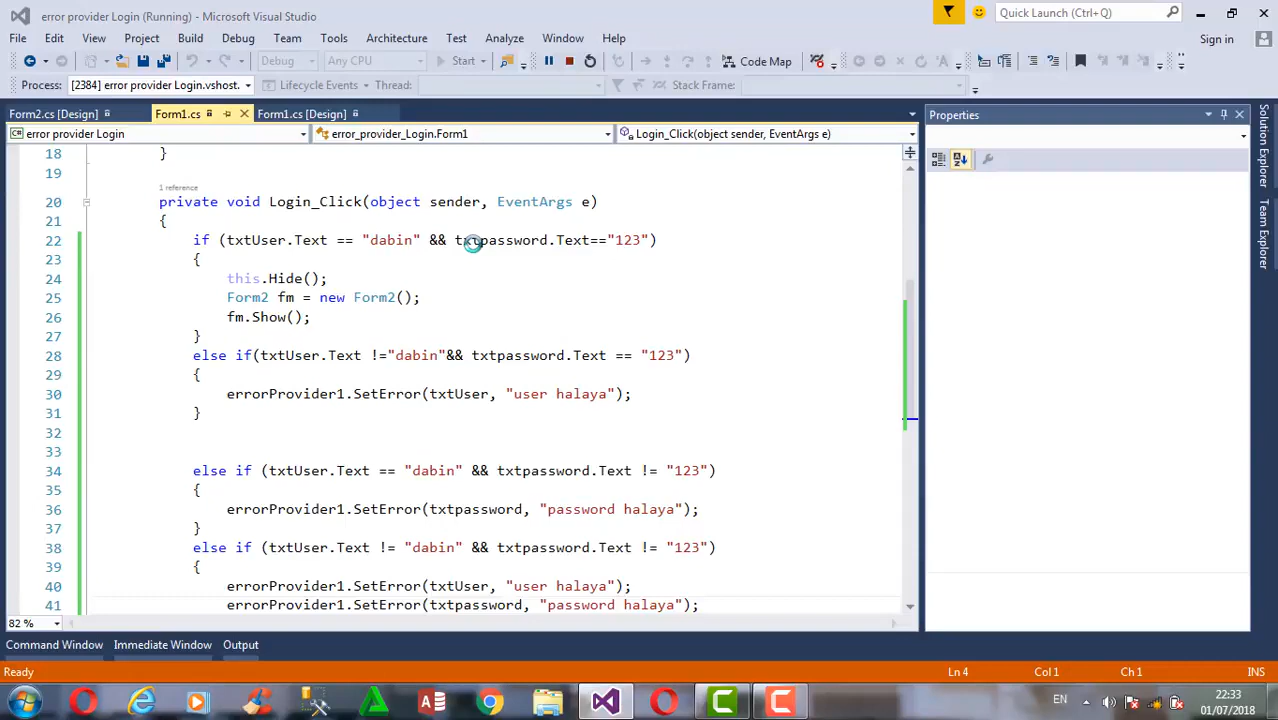 error provider Login (Running) - Microsoft Visual Studio
Quick Launch (Ctrl+Q)
File Edit View Project Build Debug Team Tools Architecture Test Analyze Window Help
Sign in
Debug Any CPU Start Code Map
Process: [2384] error provider Login.vshost. Lifecycle Events Thread: Stack Frame:
Form2.cs [Design] Form1.cs Form1.cs [Design]
Properties
error provider Login error_provider_Login.Form1 Login_Click(object sender, EventArgs e)
Solution Explorer
Team Explorer
18 }
19
1 reference
20 private void Login_Click(object sender, EventArgs e)
21 {
22 if (txtUser.Text == "dabin" && txtpassword.Text=="123")
23 {
24 this.Hide();
25 Form2 fm = new Form2();
26 fm.Show();
27 }
28 else if(txtUser.Text !="dabin"&& txtpassword.Text == "123")
29 {
30 errorProvider1.SetError(txtUser, "user halaya");
31 }
32
33
34 else if (txtUser.Text == "dabin" && txtpassword.Text != "123")
35 {
36 errorProvider1.SetError(txtpassword, "password halaya");
37 }
38 else if (txtUser.Text != "dabin" && txtpassword.Text != "123")
39 {
40 errorProvider1.SetError(txtUser, "user halaya");
41 errorProvider1.SetError(txtpassword, "password halaya");
82 %
Command Window Immediate Window Output
Ready Ln 4 Col 1 Ch 1 INS
EN
22:33
01/07/2018